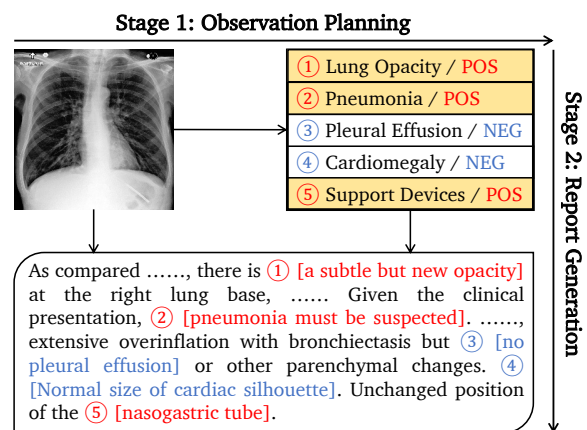 Stage 1: Observation Planning
① Lung Opacity / POS
② Pneumonia / POS
③ Pleural Effusion / NEG
④ Cardiomegaly / NEG
⑤ Support Devices / POS
Stage 2: Report Generation
As compared ......, there is ① [a subtle but new opacity]
at the right lung base, ...... Given the clinical
presentation, ② [pneumonia must be suspected]. ......,
extensive overinflation with bronchiectasis but ③ [no
pleural effusion] or other parenchymal changes. ④
[Normal size of cardiac silhouette]. Unchanged position
of the ⑤ [nasogastric tube].